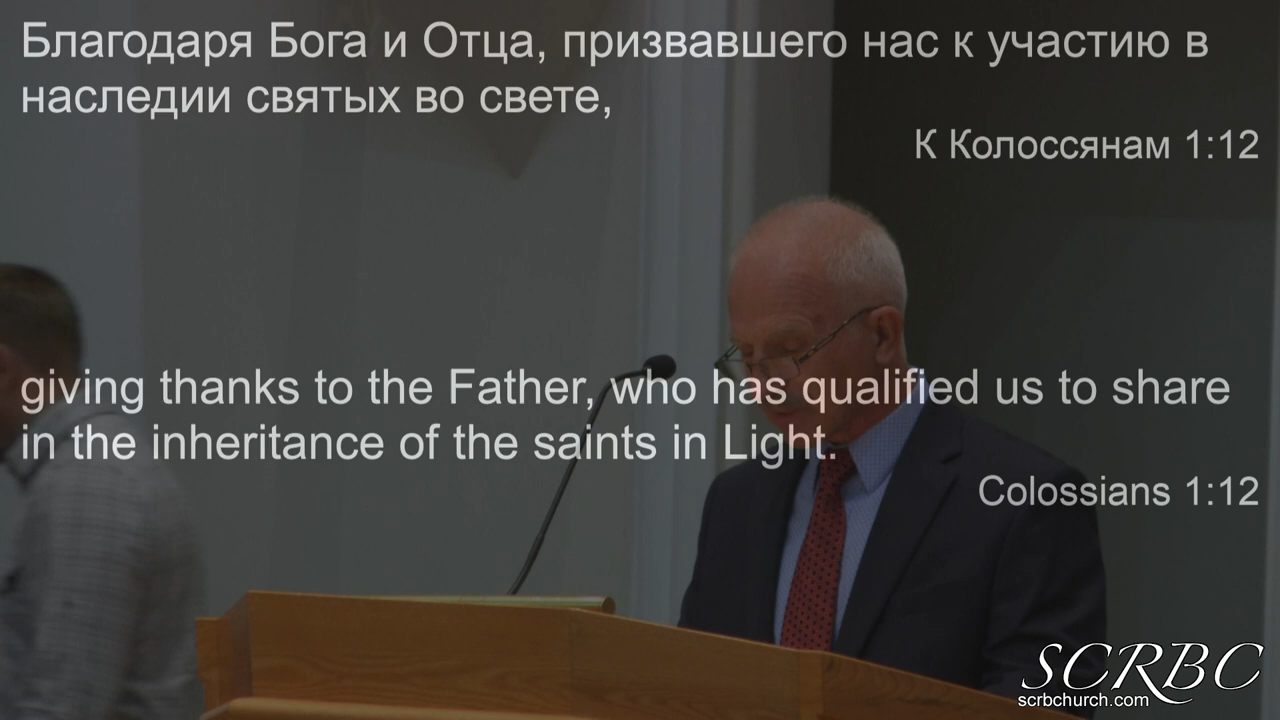 Благодаря Бога и Отца, призвавшего нас к участию в
наследии святых во свете,
К Колоссянам 1:12
giving thanks to the Father, who has qualified us to share
in the inheritance of the saints in Light.
Colossians 1:12
SCRBC
scrbchurch.com